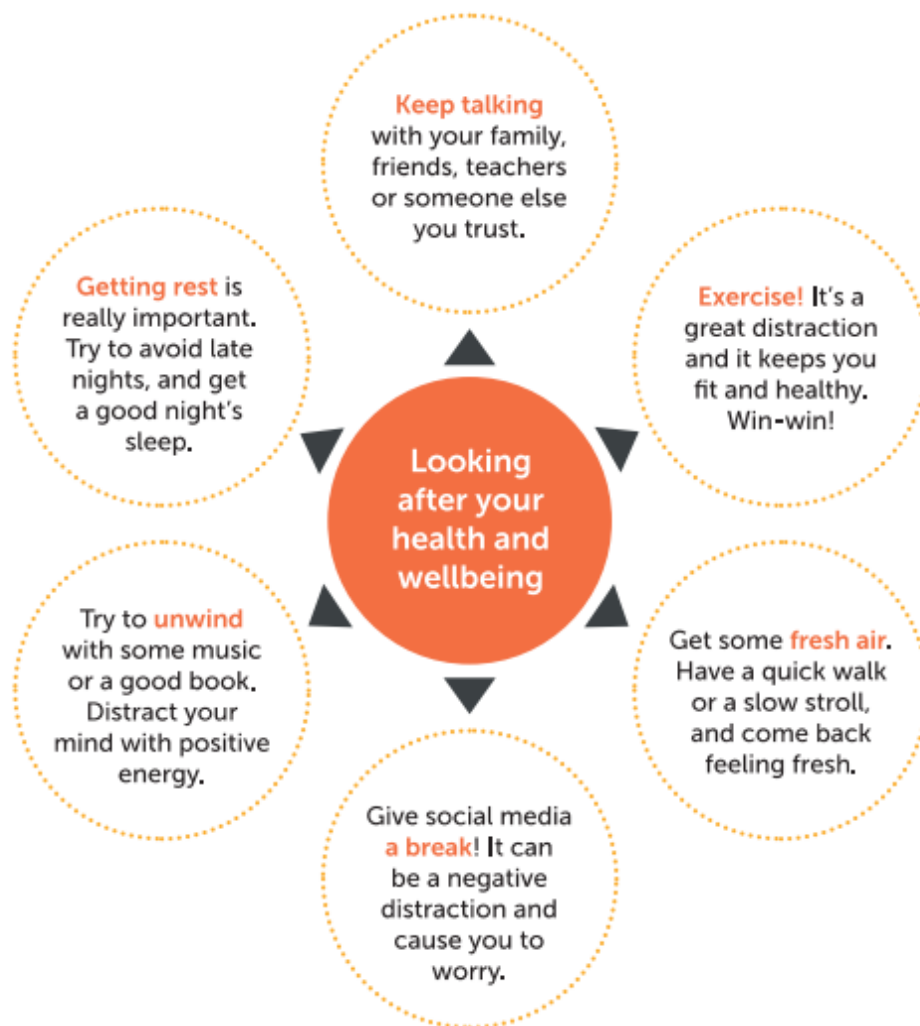 Keep talking
with your family,
friends, teachers
or someone else
you trust.
Getting rest is
really important.
Try to avoid late
nights, and get
a good night's
sleep.
Exercise! It's a
great distraction
and it keeps you
fit and healthy.
Win-win!
Looking
after your
health and
wellbeing
Try to unwind
with some music
or a good book.
Distract your
mind with positive
energy.
Get some fresh air.
Have a quick walk
or a slow stroll,
and come back
feeling fresh.
Give social media
a break! It can
be a negative
distraction and
cause you to
worry.